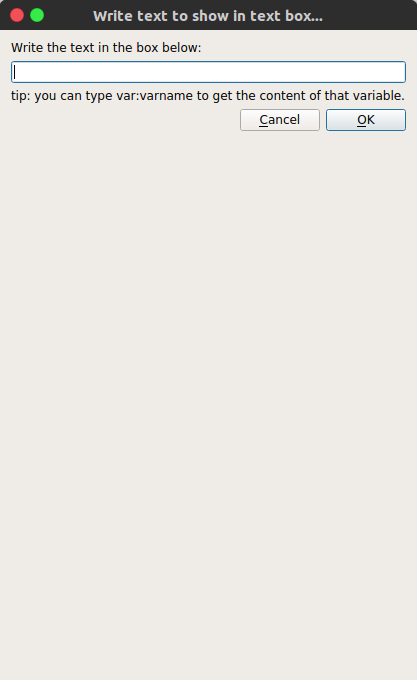 Write text to show in text box...
Write the text in the box below:
tip: you can type var:varname to get the content of that variable.
Cancel OK